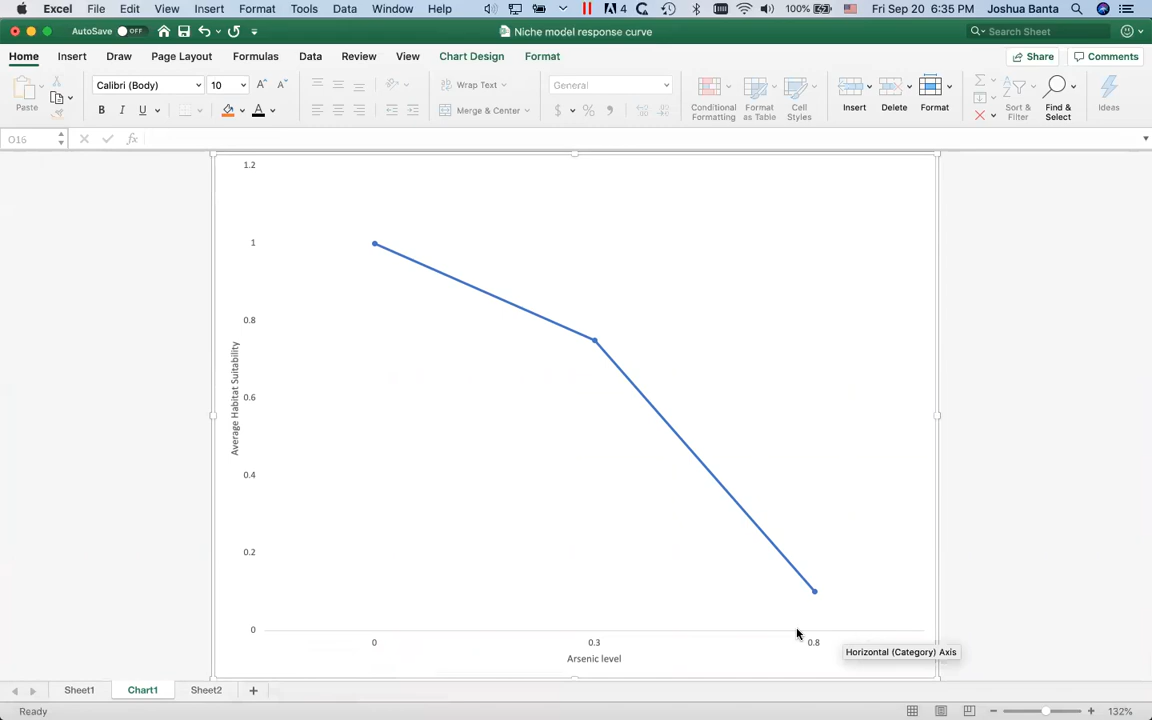 Excel File Edit View Insert Format Tools Data Window Help 4 100% Fri Sep 20 6:35 PM Joshua Banta
AutoSave OFF Niche model response curve Search Sheet
Home Insert Draw Page Layout Formulas Data Review View Chart Design Format Share Comments
Paste Calibri (Body) 10 A A Wrap Text General Conditional Formatting Format as Table Cell Styles Insert Delete Format Sort & Filter Find & Select Ideas
B I U A Merge & Center $ % 
O16 fx
1.2
1
0.8
0.6
0.4
0.2
0
Average Habitat Suitability
0 0.3 0.8
Arsenic level
Horizontal (Category) Axis
Sheet1 Chart1 Sheet2 +
Ready 132%